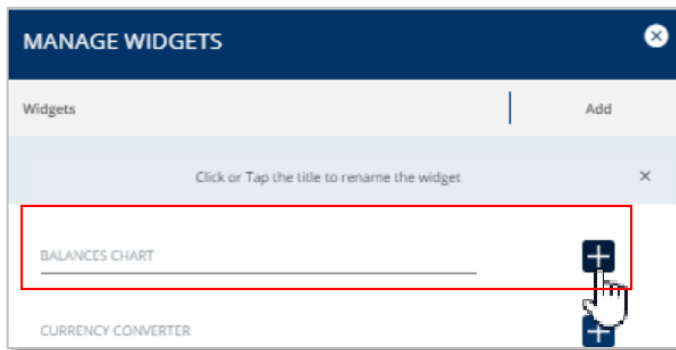 MANAGE WIDGETS
Widgets Add
Click or Tap the title to rename the widget
BALANCES CHART
CURRENCY CONVERTER